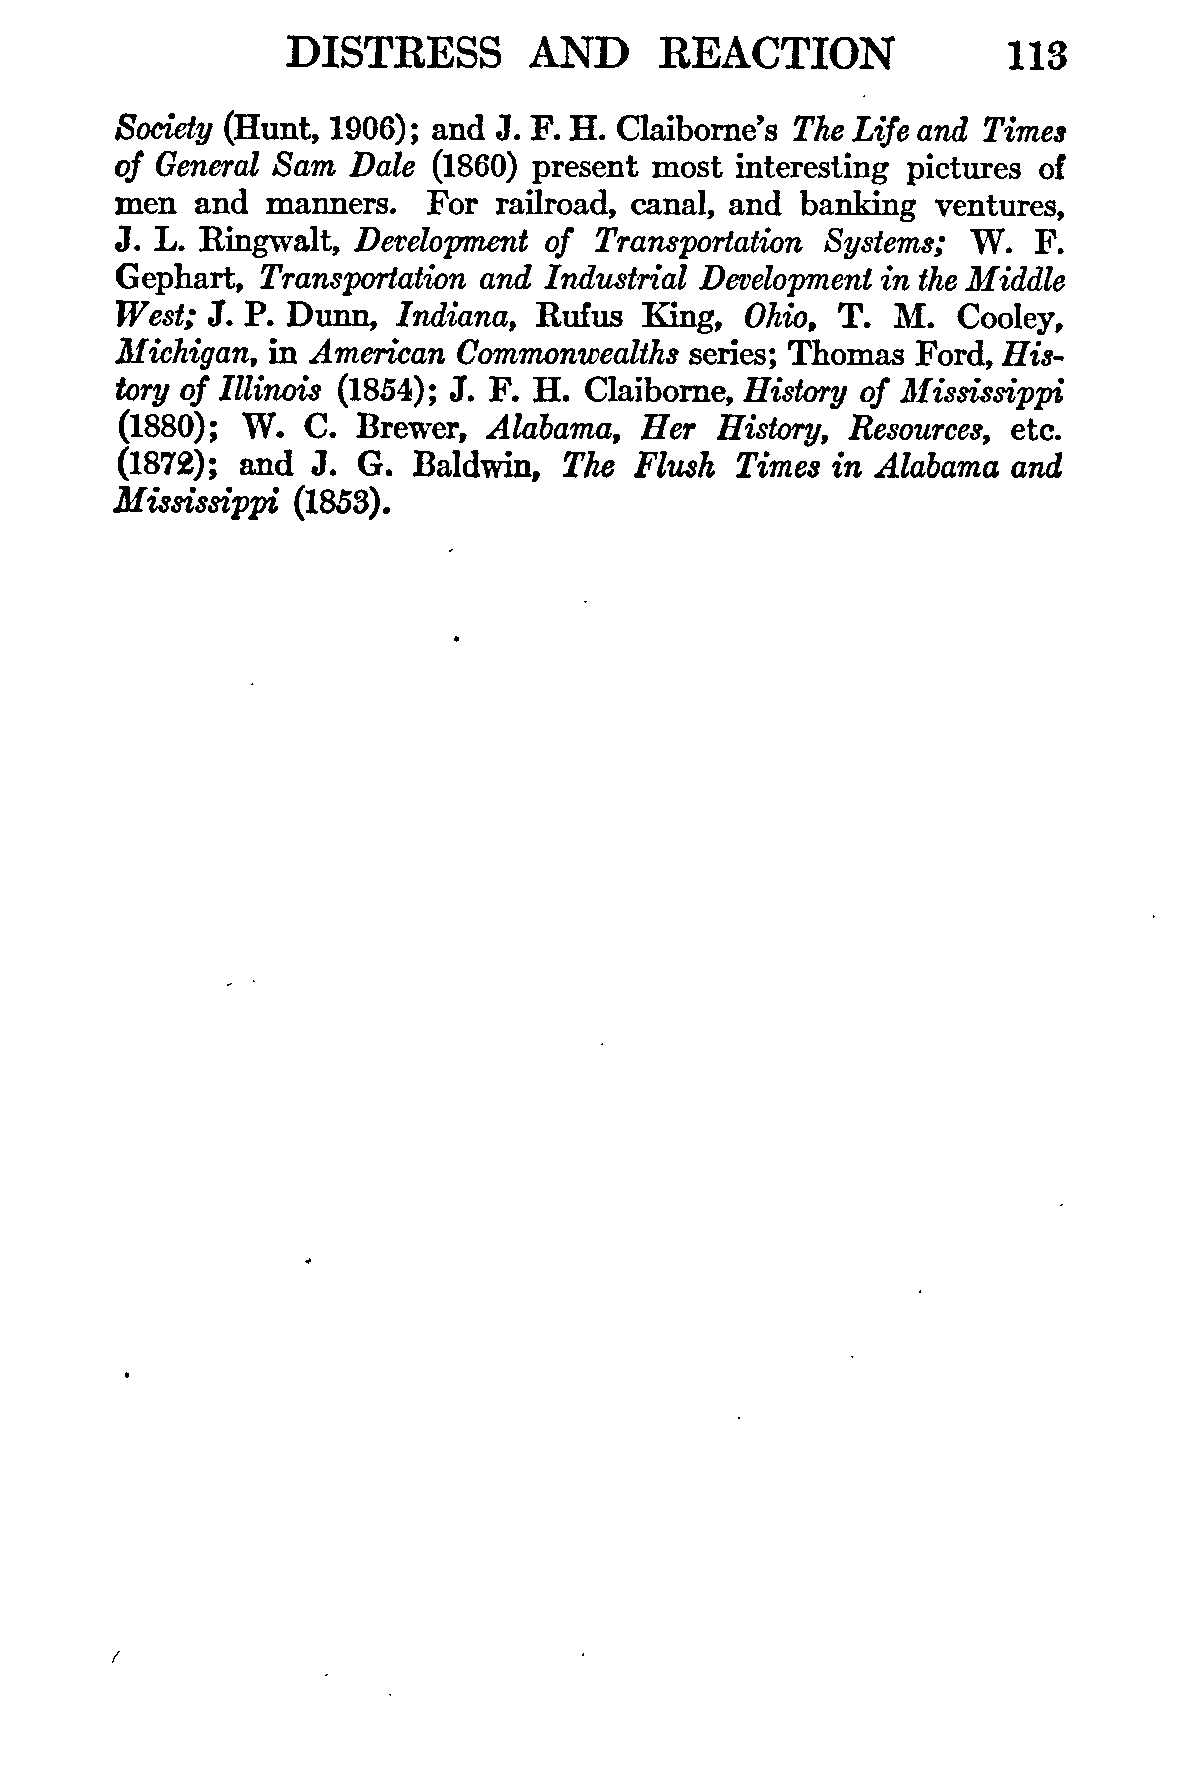 DISTRESS AND REACTION 113
Society (Hunt, 1906); and J. F. H. Claiborne's The Life and Times
of General Sam Dale (1860) present most interesting pictures of
men and manners. For railroad, canal, and banking ventures,
J. L. Ringwalt, Development of Transportation Systems; W. F.
Gephart, Transportation and Industrial Development in the Middle
West; J. P. Dunn, Indiana, Rufus King, Ohio, T. M. Cooley,
Michigan, in American Commonwealths series; Thomas Ford, His-
tory of Illinois (1854); J. F. H. Claiborne, History of Mississippi
(1880); W. C. Brewer, Alabama, Her History, Resources, etc.
(1872); and J. G. Baldwin, The Flush Times in Alabama and
Mississippi (1853).